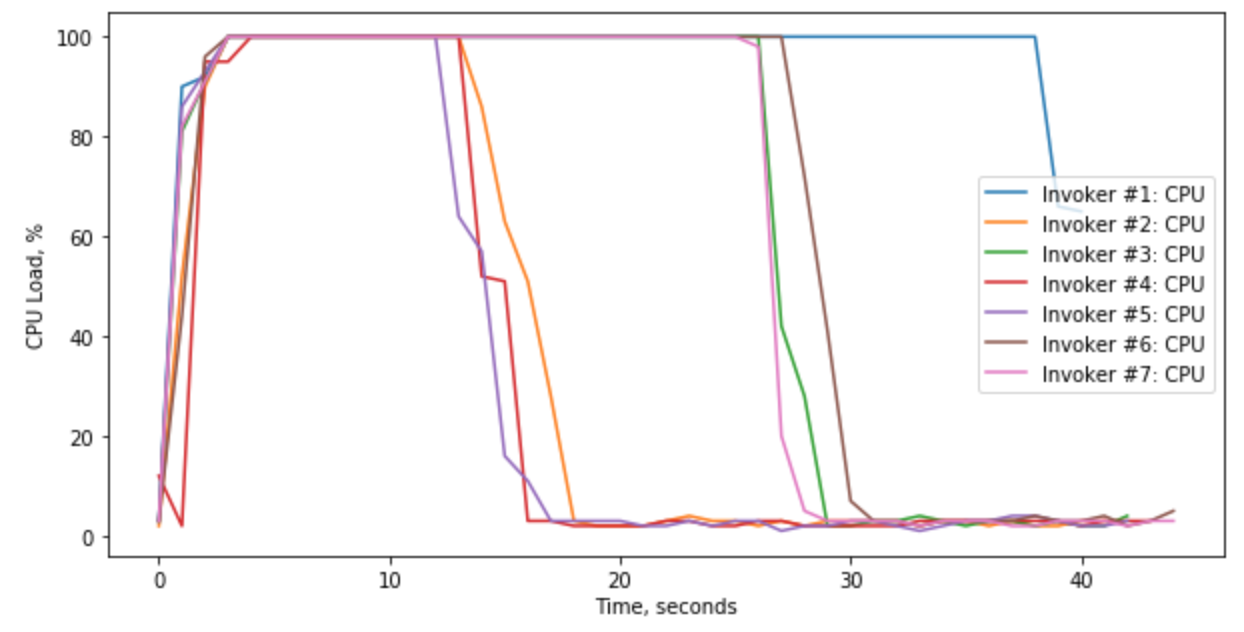 100
80
60
40
20
0
CPU Load, %
Invoker #1: CPU
Invoker #2: CPU
Invoker #3: CPU
Invoker #4: CPU
Invoker #5: CPU
Invoker #6: CPU
Invoker #7: CPU
0 10 20 30 40
Time, seconds